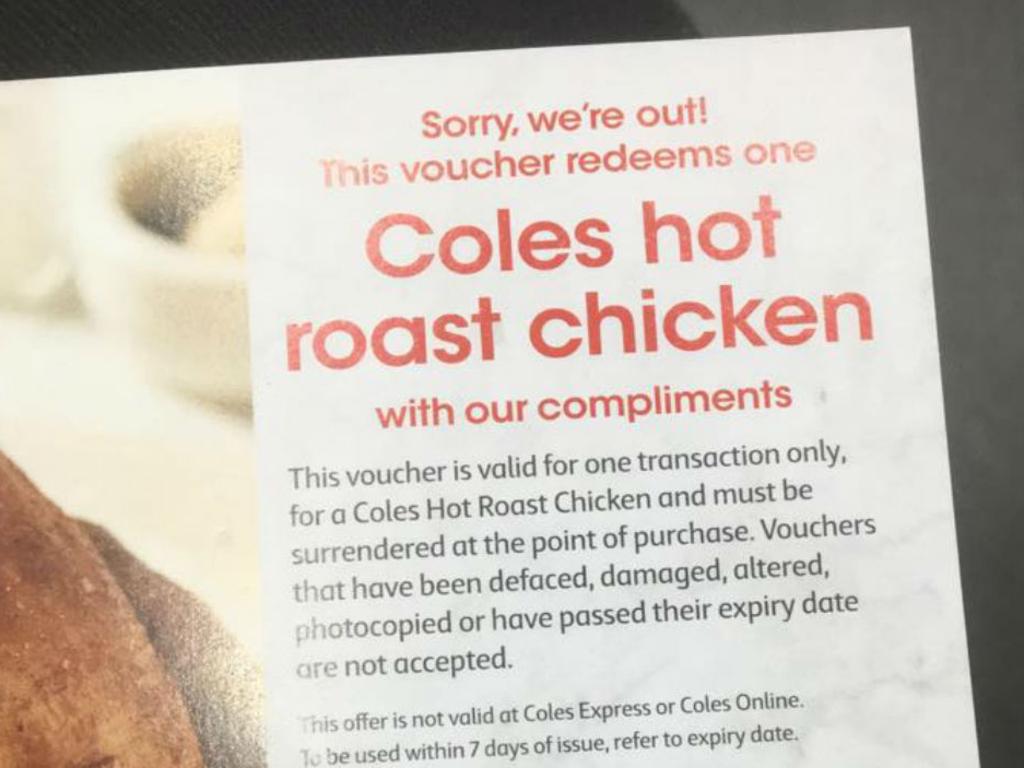 Sorry, we're out!
This voucher redeems one
Coles hot
roast chicken
with our compliments
This voucher is valid for one transaction only,
for a Coles Hot Roast Chicken and must be
surrendered at the point of purchase. Vouchers
that have been defaced, damaged, altered,
photocopied or have passed their expiry date
are not accepted.
This offer is not valid at Coles Express or Coles Online.
To be used within 7 days of issue, refer to expiry date.